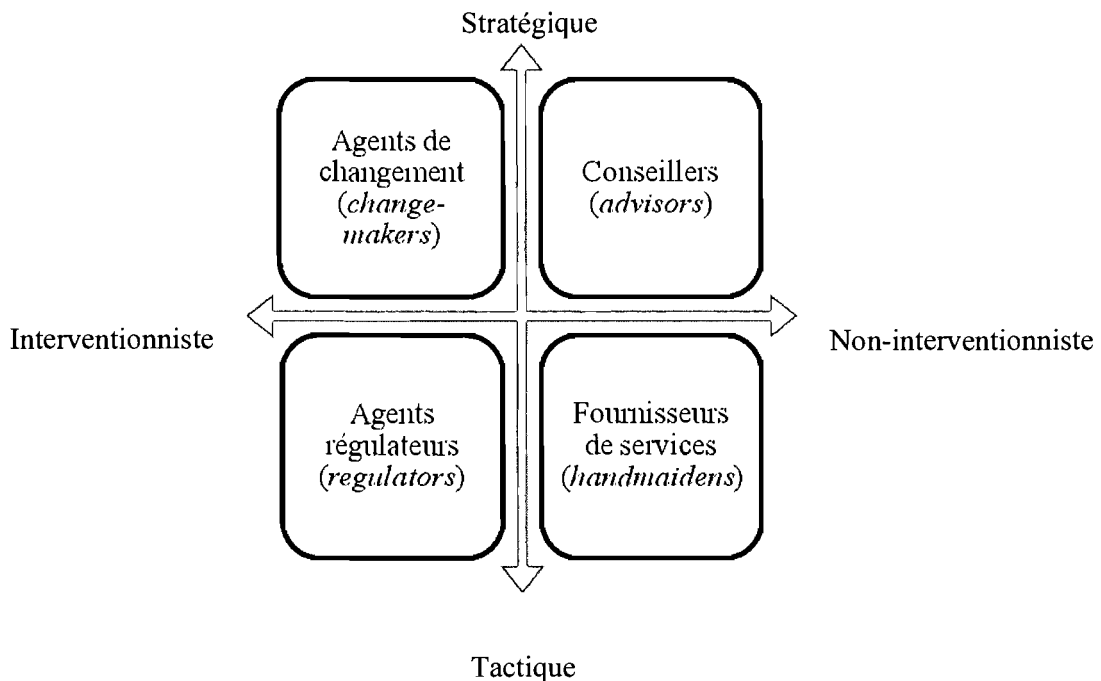 Stratégique
Agents de
changement
(change-
makers)
Conseillers
(advisors)
Interventionniste
Non-interventionniste
Agents
régulateurs
(regulators)
Fournisseurs
de services
(handmaidens)
Tactique